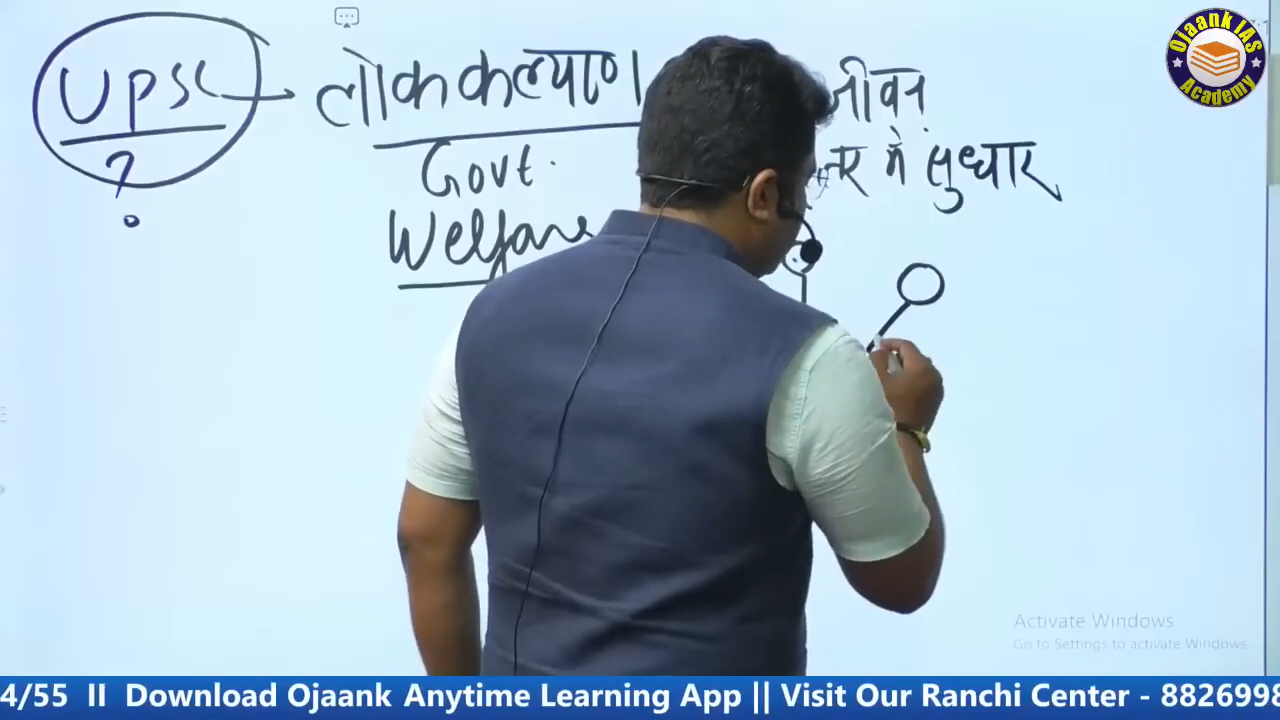 UPSC
?
लोक कल्याण
Govt.
Welfare
जीवन
में सुधार
Ojaank IAS
Academy
Activate Windows
Go to Settings to activate Windows
4/55 II Download Ojaank Anytime Learning App || Visit Our Ranchi Center - 8826998